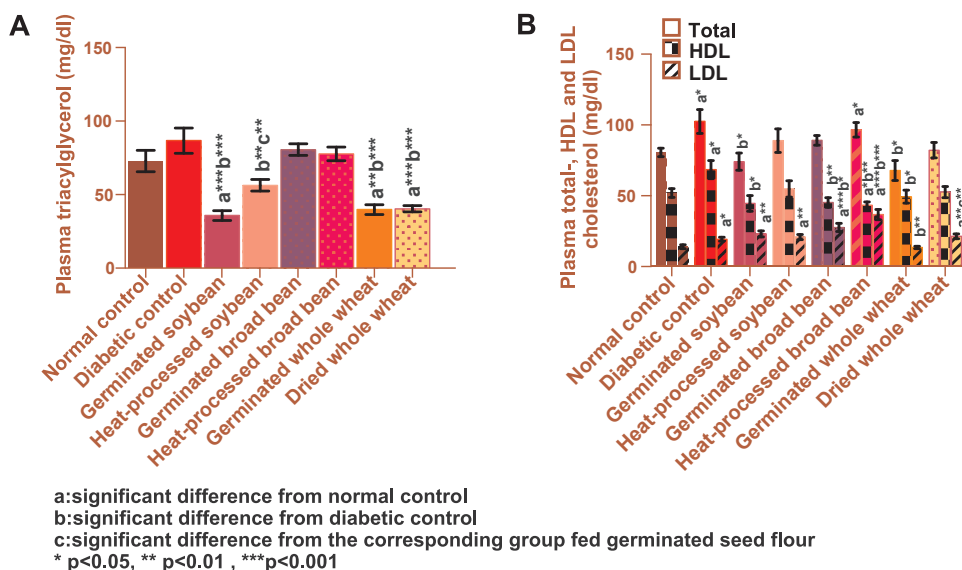 A
Plasma triacylglycerol (mg/dl)
150
100
50
0
a***b***
b**c**
a**b***
a***b***
Normal control
Diabetic control
Germinated soybean
Heat-processed soybean
Germinated broad bean
Heat-processed broad bean
Germinated whole wheat
Dried whole wheat
B
Total
HDL
LDL
Plasma total-, HDL and LDL
cholesterol (mg/dl)
150
100
50
0
a*
a*
a*
b*
b*
a**
a**
b**
a***b*
a*
a*b**
a***b***
b*
b*
b**
a**c**
Normal control
Diabetic control
Germinated soybean
Heat-processed soybean
Germinated broad bean
Heat-processed broad bean
Germinated whole wheat
Dried whole wheat
a:significant difference from normal control
b:significant difference from diabetic control
c:significant difference from the corresponding group fed germinated seed flour
* p<0.05, ** p<0.01 , ***p<0.001